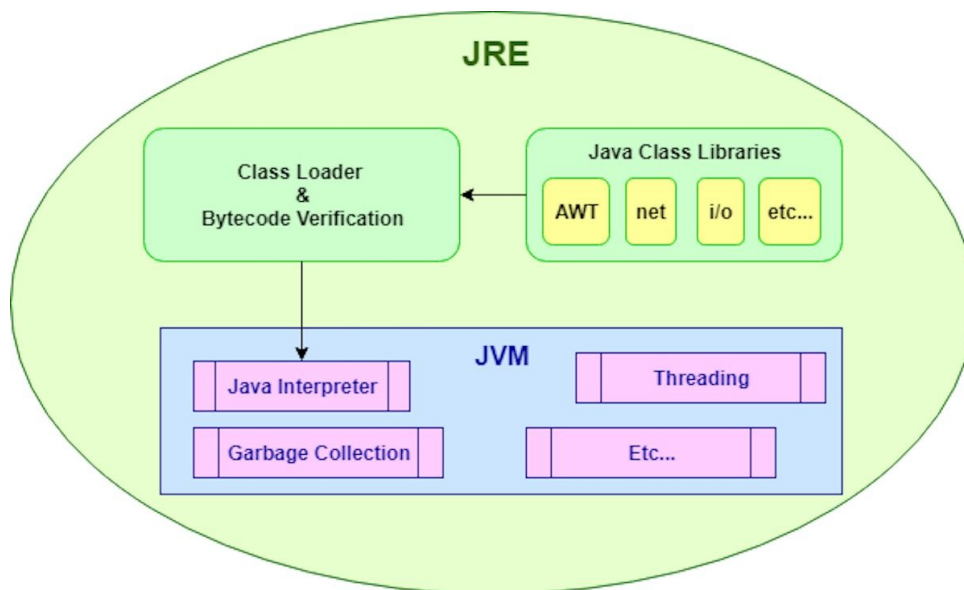 JRE
Class Loader
&
Bytecode Verification
Java Class Libraries
AWT
net
i/o
etc...
JVM
Java Interpreter
Threading
Garbage Collection
Etc...